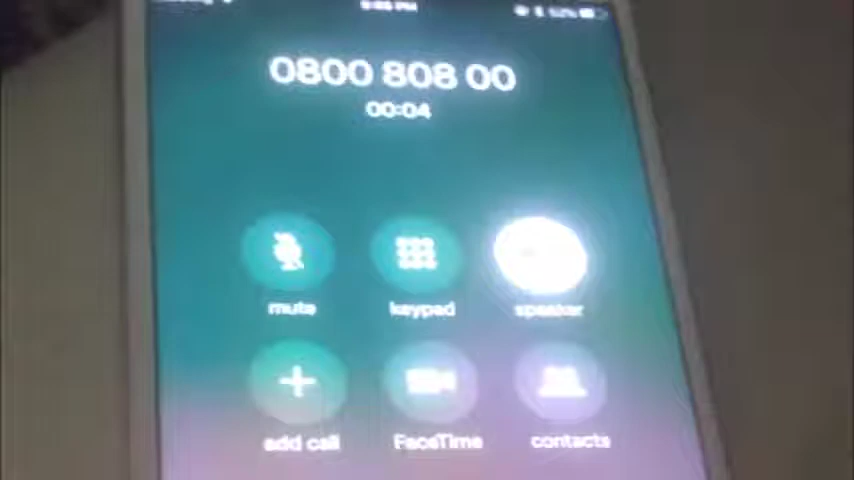 0800 808 00
00:04
mute
keypad
speaker
add call
FaceTime
contacts